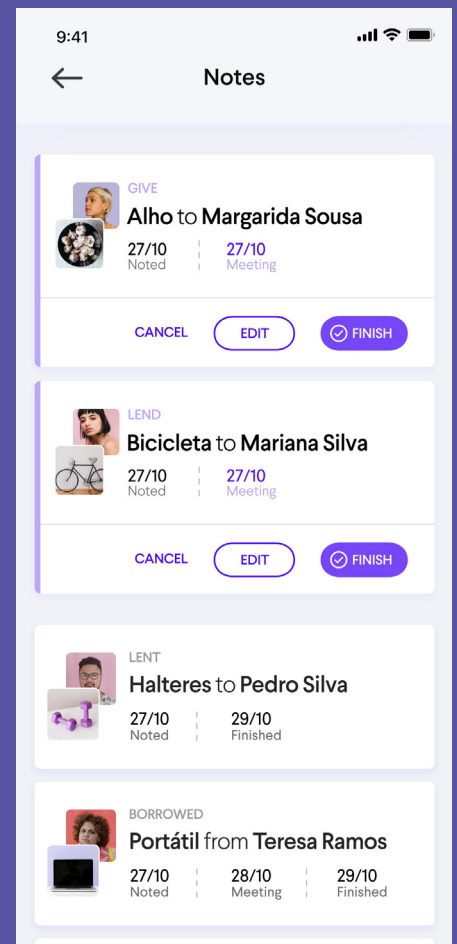 9:41
Notes
GIVE
Alho to Margarida Sousa
27/10 27/10
Noted Meeting
CANCEL EDIT FINISH
LEND
Bicicleta to Mariana Silva
27/10 27/10
Noted Meeting
CANCEL EDIT FINISH
LENT
Halteres to Pedro Silva
27/10 29/10
Noted Finished
BORROWED
Portátil from Teresa Ramos
27/10 28/10 29/10
Noted Meeting Finished